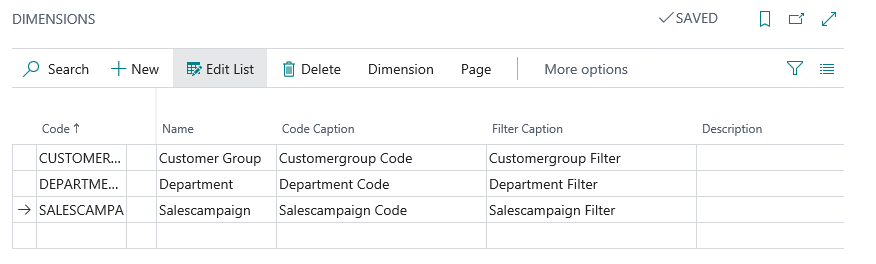 DIMENSIONS ✓SAVED
Search New Edit List Delete Dimension Page More options
Code ↑ Name Code Caption Filter Caption Description
CUSTOMER... Customer Group Customergroup Code Customergroup Filter
DEPARTME... Department Department Code Department Filter
→ SALESCAMPA Salescampaign Salescampaign Code Salescampaign Filter